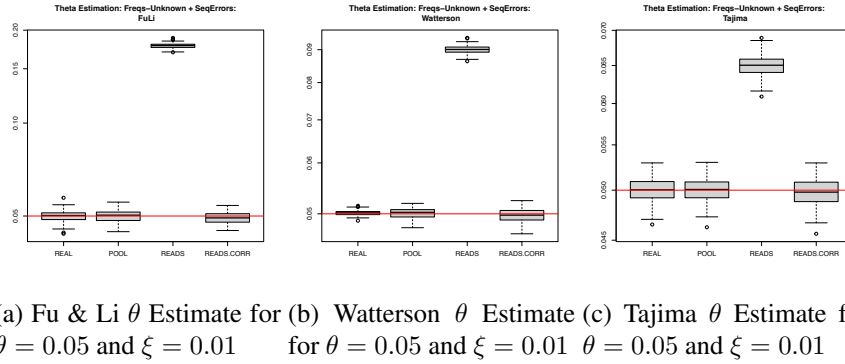 Theta Estimation: Freqs−Unknown + SeqErrors:
FuLi
0.20
0.15
0.10
0.05
REAL POOL READS READS.CORR
Theta Estimation: Freqs−Unknown + SeqErrors:
Watterson
0.09
0.08
0.07
0.06
0.05
REAL POOL READS READS.CORR
Theta Estimation: Freqs−Unknown + SeqErrors:
Tajima
0.070
0.065
0.060
0.055
0.050
0.045
REAL POOL READS READS.CORR
(a) Fu & Li θ Estimate for
θ = 0.05 and ξ = 0.01
(b) Watterson θ Estimate
for θ = 0.05 and ξ = 0.01
(c) Tajima θ Estimate f
θ = 0.05 and ξ = 0.01